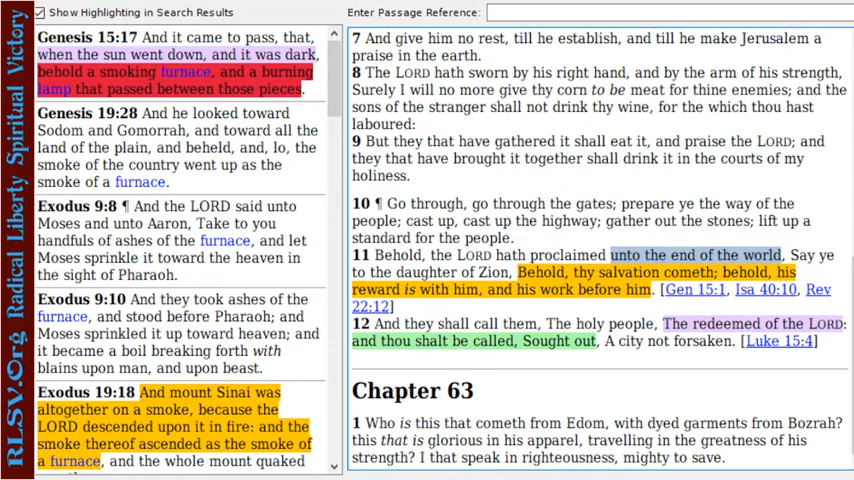 RLSV.Org Radical Liberty Spiritual Victory
Show Highlighting in Search Results
Genesis 15:17 And it came to pass, that,
when the sun went down, and it was dark,
behold a smoking furnace, and a burning
lamp that passed between those pieces.
Genesis 19:28 And he looked toward
Sodom and Gomorrah, and toward all the
land of the plain, and beheld, and, lo, the
smoke of the country went up as the
smoke of a furnace.
Exodus 9:8 ¶ And the LORD said unto
Moses and unto Aaron, Take to you
handfuls of ashes of the furnace, and let
Moses sprinkle it toward the heaven in
the sight of Pharaoh.
Exodus 9:10 And they took ashes of the
furnace, and stood before Pharaoh; and
Moses sprinkled it up toward heaven; and
it became a boil breaking forth with
blains upon man, and upon beast.
Exodus 19:18 And mount Sinai was
altogether on a smoke, because the
LORD descended upon it in fire: and the
smoke thereof ascended as the smoke of
a furnace, and the whole mount quaked
Enter Passage Reference:
7 And give him no rest, till he establish, and till he make Jerusalem a
praise in the earth.
8 The LORD hath sworn by his right hand, and by the arm of his strength,
Surely I will no more give thy corn to be meat for thine enemies; and the
sons of the stranger shall not drink thy wine, for the which thou hast
laboured:
9 But they that have gathered it shall eat it, and praise the LORD; and
they that have brought it together shall drink it in the courts of my
holiness.
10 ¶ Go through, go through the gates; prepare ye the way of the
people; cast up, cast up the highway; gather out the stones; lift up a
standard for the people.
11 Behold, the LORD hath proclaimed unto the end of the world, Say ye
to the daughter of Zion, Behold, thy salvation cometh; behold, his
reward is with him, and his work before him. [Gen 15:1, Isa 40:10, Rev
22:12]
12 And they shall call them, The holy people, The redeemed of the LORD:
and thou shalt be called, Sought out, A city not forsaken. [Luke 15:4]
Chapter 63
1 Who is this that cometh from Edom, with dyed garments from Bozrah?
this that is glorious in his apparel, travelling in the greatness of his
strength? I that speak in righteousness, mighty to save.